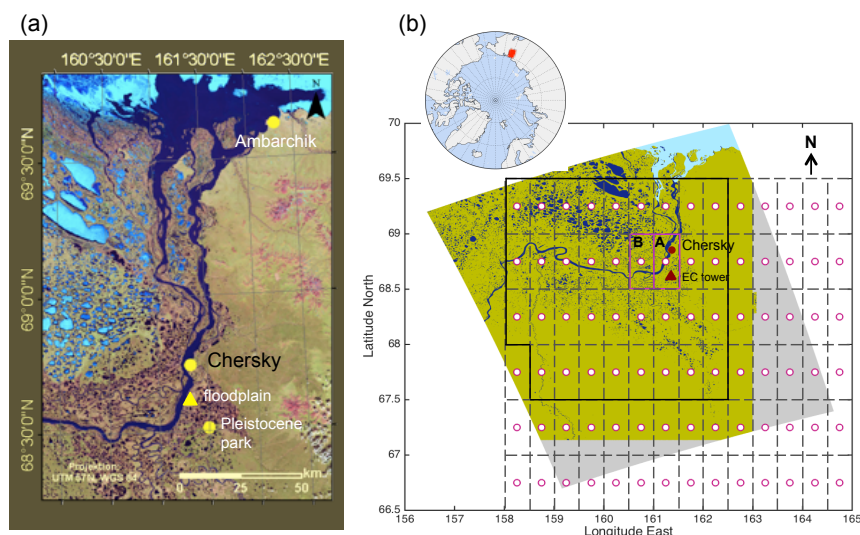 (a)
(b)
160°30'0"E 161°30'0"E 162°30'0"E
N
Ambarchik
69°30'0"N
69°0'0"N
Chersky
floodplain
Pleistocene
park
68°30'0"N
Projektion
UTM 57N, WGS 84
km
0 25 50
N
70
69.5
69
68.5
68
67.5
67
66.5
Latitude North
B A
Chersky
EC tower
156 157 158 159 160 161 162 163 164 165
Longitude East